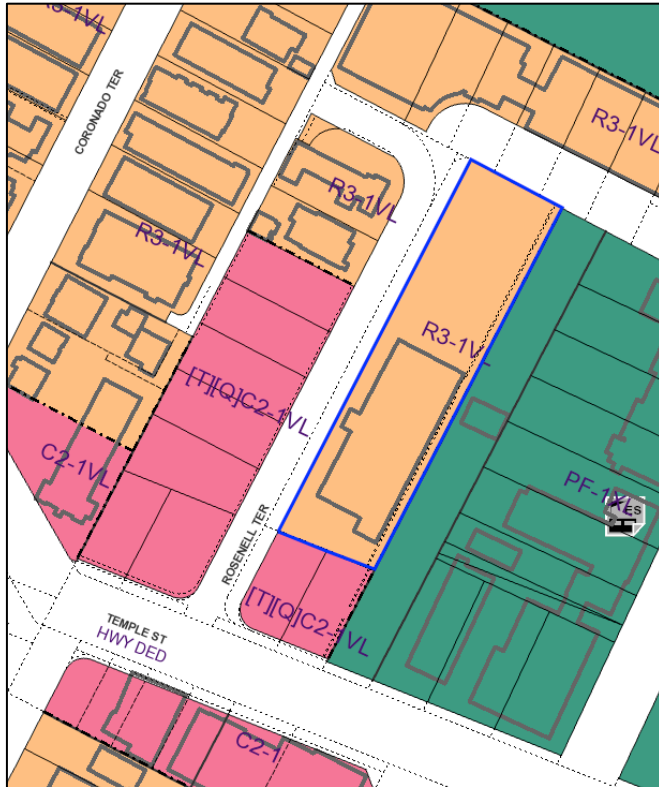 R3-1VL
CORONADO TER
R3-1VL
R3-1VL
R3-1VL
R3-1VL
[T][Q]C2-1VL
C2-1VL
PF-1XL
ES
ROSENELL TER
[T][Q]C2-1VL
TEMPLE ST
HWY DED
C2-1